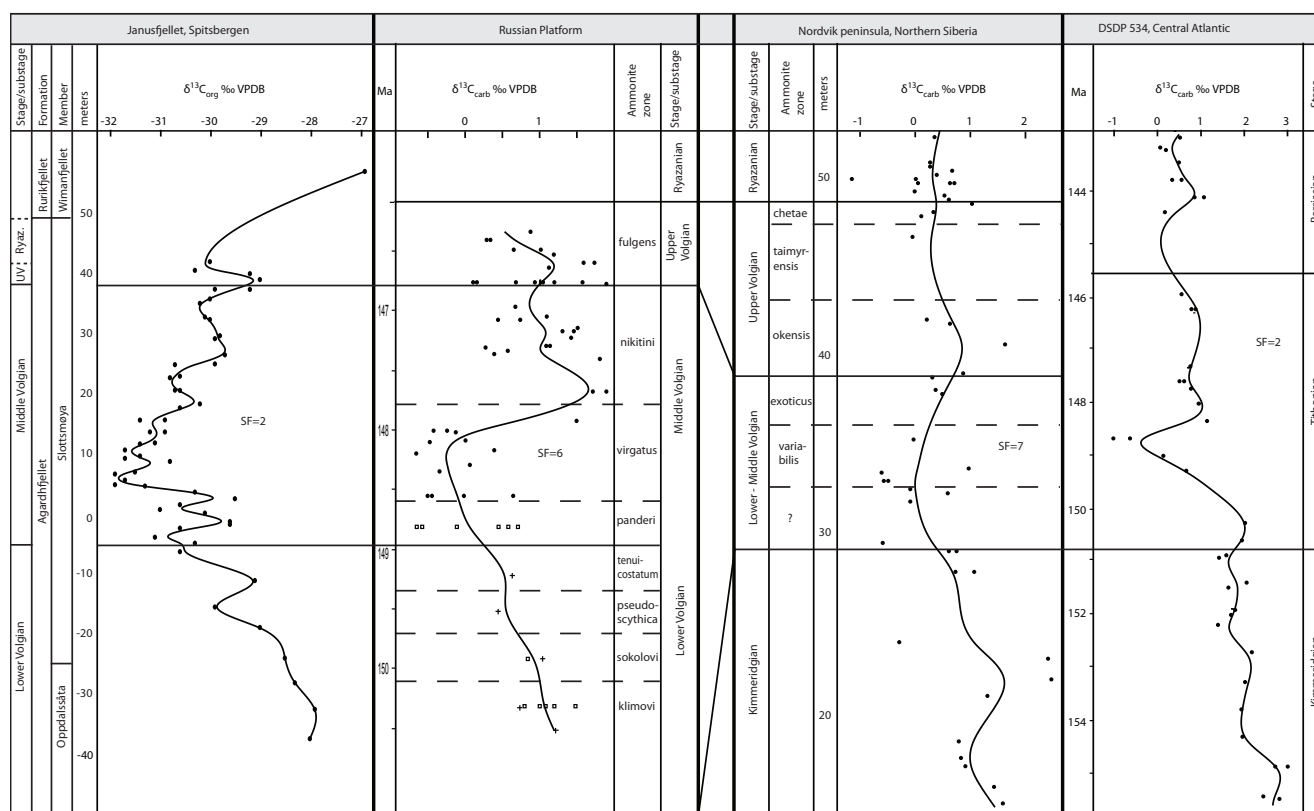 Janusfjellet, Spitsbergen
Russian Platform
Nordvik peninsula, Northern Siberia
DSDP 534, Central Atlantic
Stage/substage
Formation
Member
meters
δ13Corg ‰ VPDB
-32 -31 -30 -29 -28 -27
Lower Volgian
Middle Volgian
UV
Ryaz.
Agardhfjellet
Rurikfjellet
Oppdalssåta
Slottsmøya
Wimanfjellet
50
40
30
20
10
0
-10
-20
-30
-40
SF=2
Ma
δ13Ccarb ‰ VPDB
0 1
147
148
149
150
SF=6
Ammonite
zone
fulgens
nikitini
virgatus
panderi
tenui-
costatum
pseudo-
scythica
sokolovi
klimovi
Stage/substage
Ryazanian
Upper
Volgian
Middle Volgian
Lower Volgian
Stage/substage
Ryazanian
Upper Volgian
Lower - Middle Volgian
Kimmeridgian
Ammonite
zone
chetae
taimyr-
ensis
okensis
exoticus
varia-
bilis
?
meters
50
40
30
20
δ13Ccarb ‰ VPDB
-1 0 1 2
SF=7
Ma
144
146
148
150
152
154
δ13Ccarb ‰ VPDB
-1 0 1 2 3
SF=2